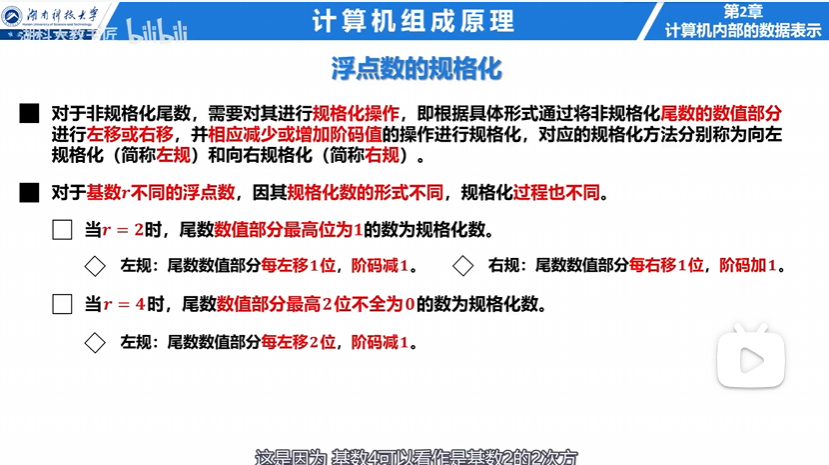 湖南科技大学
湖科大教书匠 bilibili
计算机组成原理
第2章
计算机内部的数据表示
浮点数的规格化
对于非规格化尾数，需要对其进行规格化操作，即根据具体形式通过将非规格化尾数的数值部分
进行左移或右移，并相应减少或增加阶码值的操作进行规格化，对应的规格化方法分别称为向左
规格化（简称左规）和向右规格化（简称右规）。
对于基数r不同的浮点数，因其规格化数的形式不同，规格化过程也不同。
当r = 2时，尾数数值部分最高位为1的数为规格化数。
左规：尾数数值部分每左移1位，阶码减1。
右规：尾数数值部分每右移1位，阶码加1。
当r = 4时，尾数数值部分最高2位不全为0的数为规格化数。
左规：尾数数值部分每左移2位，阶码减1。
这是因为 基数4可以看作是基数2的2次方